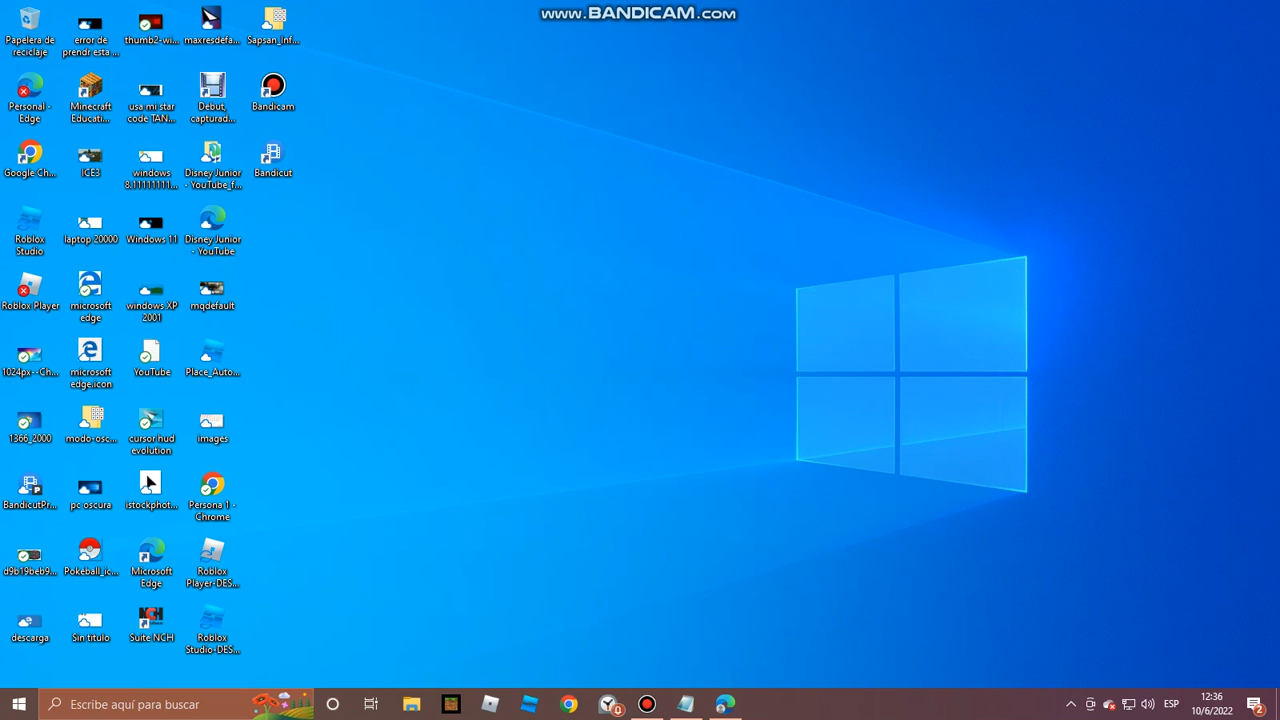 www.BANDICAM.com
Papelera de
reciclaje
error de
prendr esta ...
thumb2-wi...
maxresdefa...
Sapsan_Inf...
Personal -
Edge
Minecraft
Educati...
usa mi star
code TAN...
Debut,
capturad...
Bandicam
Google Ch...
ICE3
windows
8.11111111...
Disney Junior
- YouTube_f...
Bandicut
Roblox
Studio
laptop 20000
Windows 11
Disney Junior
- YouTube
Roblox Player
microsoft
edge
windows XP
2001
mqdefault
1024px--Ch...
microsoft
edge.icon
YouTube
Place_Auto...
1366_2000
modo-osc...
cursor hud
evolution
images
BandicutPr...
pc oscura
istockphot...
Persona 1 -
Chrome
d9b19beb9...
Pokeball_ic...
Microsoft
Edge
Roblox
Player-DES...
descarga
Sin titulo
NCH
Suite NCH
Roblox
Studio-DES...
Escribe aquí para buscar
ESP
12:36
10/6/2022
2